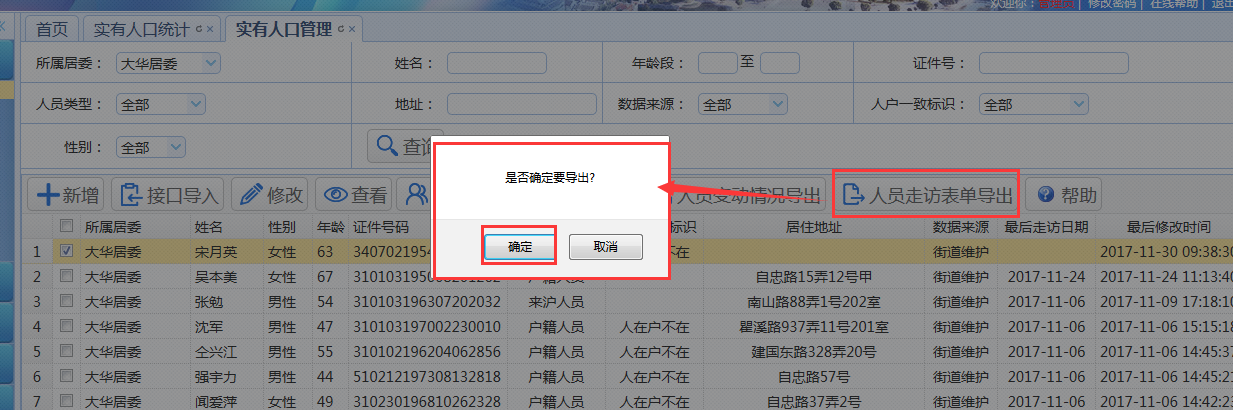 欢迎你：管理员 | 修改密码 | 在线帮助 | 退出
首页 实有人口统计 实有人口管理
所属居委： 大华居委 姓名： 年龄段： 至 证件号：
人员类型： 全部 地址： 数据来源： 全部 人户一致标识： 全部
性别： 全部 查询
是否确定要导出?
确定 取消
新增 接口导入 修改 查看 人员变动情况导出 人员走访表单导出 帮助
所属居委 姓名 性别 年龄 证件号码 标识 居住地址 数据来源 最后走访日期 最后修改时间
1 大华居委 宋月英 女性 63 340702195 不在 街道维护 2017-11-30 09:38:30
2 大华居委 吴本美 女性 67 310103195008201262 户籍人员 自忠路15弄12号甲 街道维护 2017-11-24 2017-11-24 11:13:40
3 大华居委 张勉 男性 54 310103196307202032 来沪人员 南山路88弄1号202室 街道维护 2017-11-06 2017-11-09 17:18:10
4 大华居委 沈军 男性 47 310103197002230010 户籍人员 人在户不在 瞿溪路937弄11号201室 街道维护 2017-11-06 2017-11-06 15:15:18
5 大华居委 仝兴江 男性 55 310102196204062856 户籍人员 人在户不在 建国东路328弄20号 街道维护 2017-11-06 2017-11-06 14:45:37
6 大华居委 强宇力 男性 44 510212197308132818 户籍人员 人在户不在 自忠路57号 街道维护 2017-11-06 2017-11-06 14:45:21
7 大华居委 闻爱萍 女性 49 310230196810262328 户籍人员 人在户不在 自忠路37弄2号 街道维护 2017-11-06 2017-11-06 14:42:23